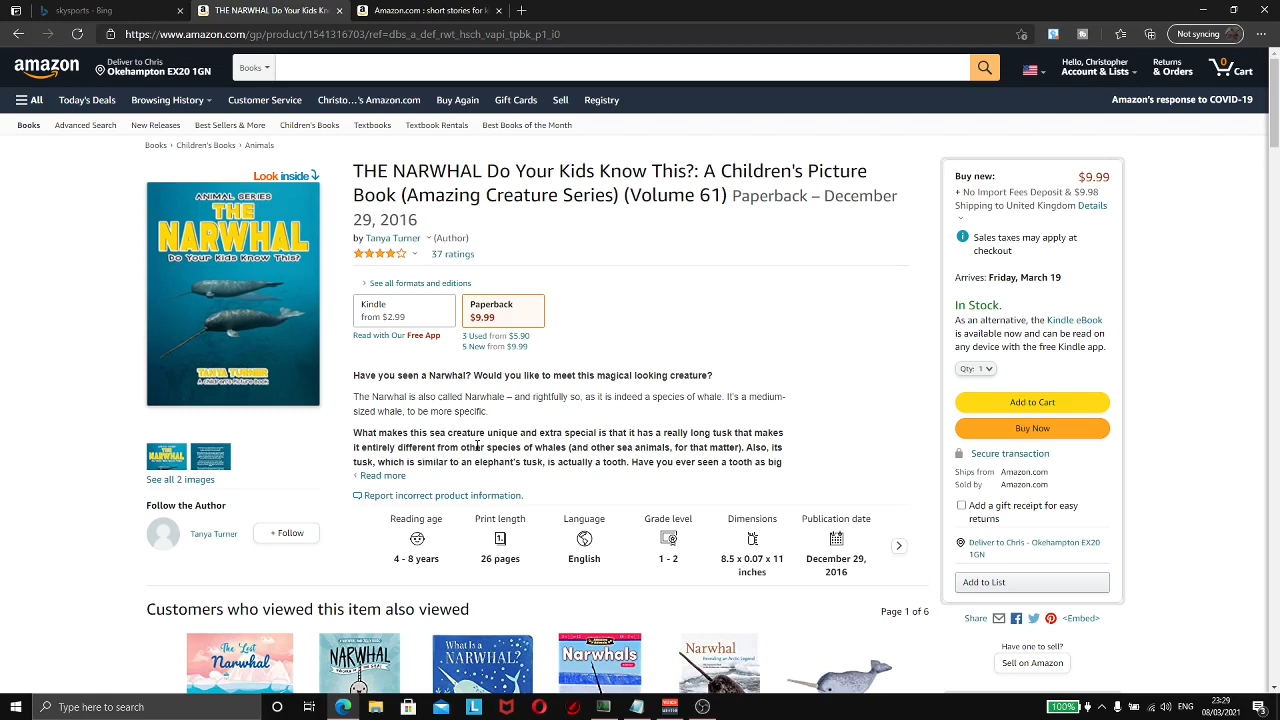 skysports - Bing
THE NARWHAL Do Your Kids Kn
Amazon.com : short stories for k
https://www.amazon.com/gp/product/1541316703/ref=dbs_a_def_rwt_hsch_vapi_tpbk_p1_i0
Not syncing
amazon
Deliver to Chris
Okehampton EX20 1GN
Books
Hello, Christopher
Account & Lists
Returns
& Orders
0
Cart
All Today's Deals Browsing History Customer Service Christo...'s Amazon.com Buy Again Gift Cards Sell Registry
Amazon's response to COVID-19
Books Advanced Search New Releases Best Sellers & More Children's Books Textbooks Textbook Rentals Best Books of the Month
Books › Children's Books › Animals
Look inside
ANIMAL SERIES
THE
NARWHAL
DO YOUR KIDS KNOW THIS?
TANYA TURNER
A children's Picture Book
See all 2 images
Follow the Author
Tanya Turner
+ Follow
THE NARWHAL Do Your Kids Know This?: A Children's Picture
Book (Amazing Creature Series) (Volume 61) Paperback – December
29, 2016
by Tanya Turner (Author)
37 ratings
› See all formats and editions
Kindle
from $2.99
Paperback
$9.99
Read with Our Free App
3 Used from $5.90
5 New from $9.99
Have you seen a Narwhal? Would you like to meet this magical looking creature?
The Narwhal is also called Narwhale – and rightfully so, as it is indeed a species of whale. It's a medium-
sized whale, to be more specific.
What makes this sea creature unique and extra special is that it has a really long tusk that makes
it entirely different from other species of whales (and other sea animals, for that matter). Also, its
tusk, which is similar to an elephant's tusk, is actually a tooth. Have you ever seen a tooth as big
Read more
Report incorrect product information.
Reading age
4 - 8 years
Print length
26 pages
Language
English
Grade level
1 - 2
Dimensions
8.5 x 0.07 x 11
inches
Publication date
December 29,
2016
Buy new:
$9.99
+ No Import Fees Deposit & $9.98
Shipping to United Kingdom Details
Sales taxes may apply at
checkout
Arrives: Friday, March 19
In Stock.
As an alternative, the Kindle eBook
is available now and can be read on
any device with the free Kindle app.
Qty: 1
Add to Cart
Buy Now
Secure transaction
Ships from Amazon.com
Sold by Amazon.com
Add a gift receipt for easy
returns
Deliver to Chris - Okehampton EX20
1GN
Add to List
Share <Embed>
Have one to sell?
Sell on Amazon
Customers who viewed this item also viewed
Page 1 of 6
The Lost
Narwhal
NARWHAL
What Is a
NARWHAL?
Narwhals
Narwhal
Revealing an Arctic Legend
Type here to search
100%
ENG
23:29
08/03/2021